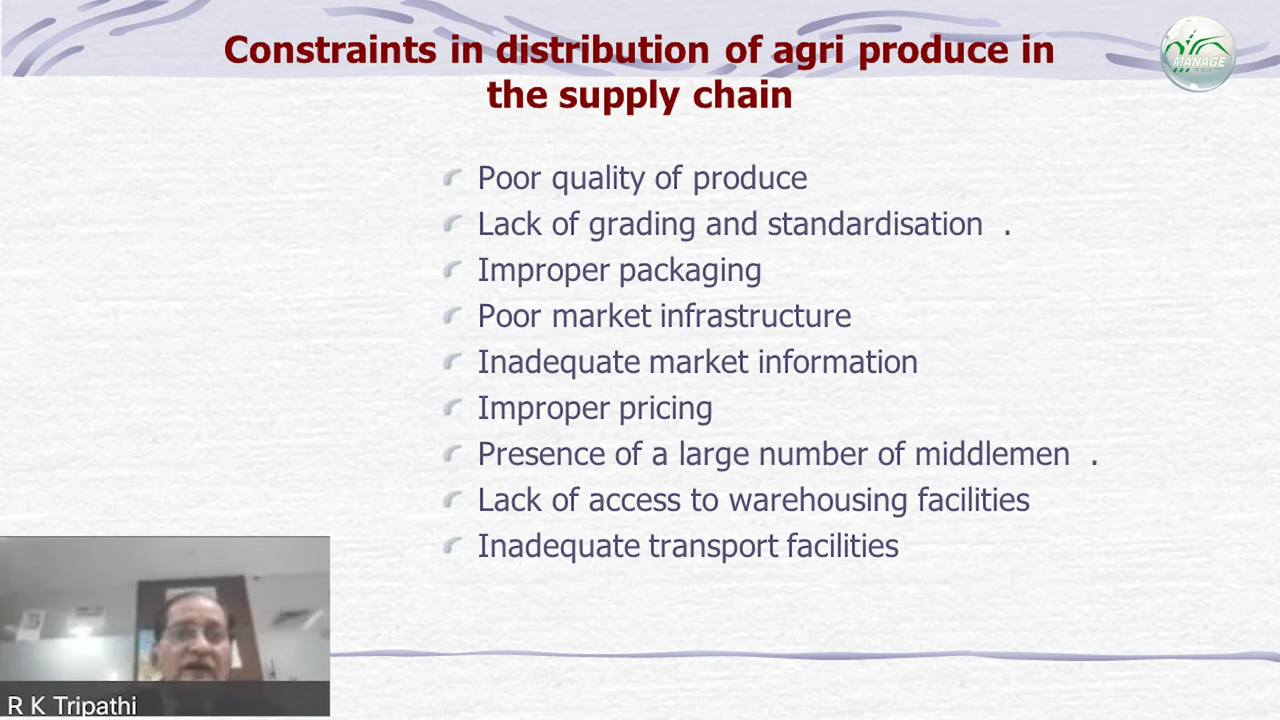 Constraints in distribution of agri produce in
the supply chain
MANAGE
Poor quality of produce
Lack of grading and standardisation .
Improper packaging
Poor market infrastructure
Inadequate market information
Improper pricing
Presence of a large number of middlemen .
Lack of access to warehousing facilities
Inadequate transport facilities
R K Tripathi